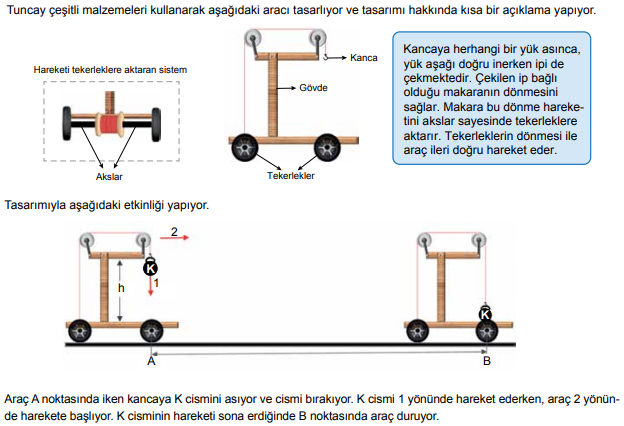 Tuncay çeşitli malzemeleri kullanarak aşağıdaki aracı tasarlıyor ve tasarımı hakkında kısa bir açıklama yapıyor.
Hareketi tekerleklere aktaran sistem
Akslar
Kanca
Gövde
Tekerlekler
Kancaya herhangi bir yük asınca,
yük aşağı doğru inerken ipi de
çekmektedir. Çekilen ip bağlı
olduğu makaranın dönmesini
sağlar. Makara bu dönme hareke-
tini akslar sayesinde tekerleklere
aktarır. Tekerleklerin dönmesi ile
araç ileri doğru hareket eder.
Tasarımıyla aşağıdaki etkinliği yapıyor.
2
K
1
h
K
A
B
Araç A noktasında iken kancaya K cismini asıyor ve cismi bırakıyor. K cismi 1 yönünde hareket ederken, araç 2 yönün-
de harekete başlıyor. K cisminin hareketi sona erdiğinde B noktasında araç duruyor.